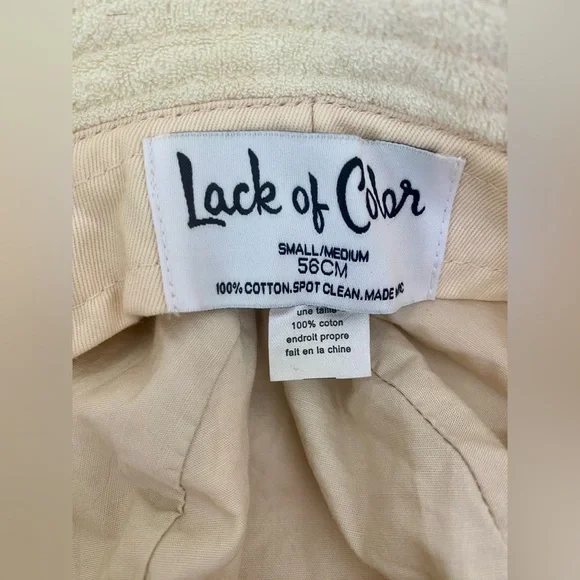 Lack of Color
SMALL/MEDIUM
56CM
100% COTTON.SPOT CLEAN.MADE
une taille
100% coton
endroit propre
fait en la chine